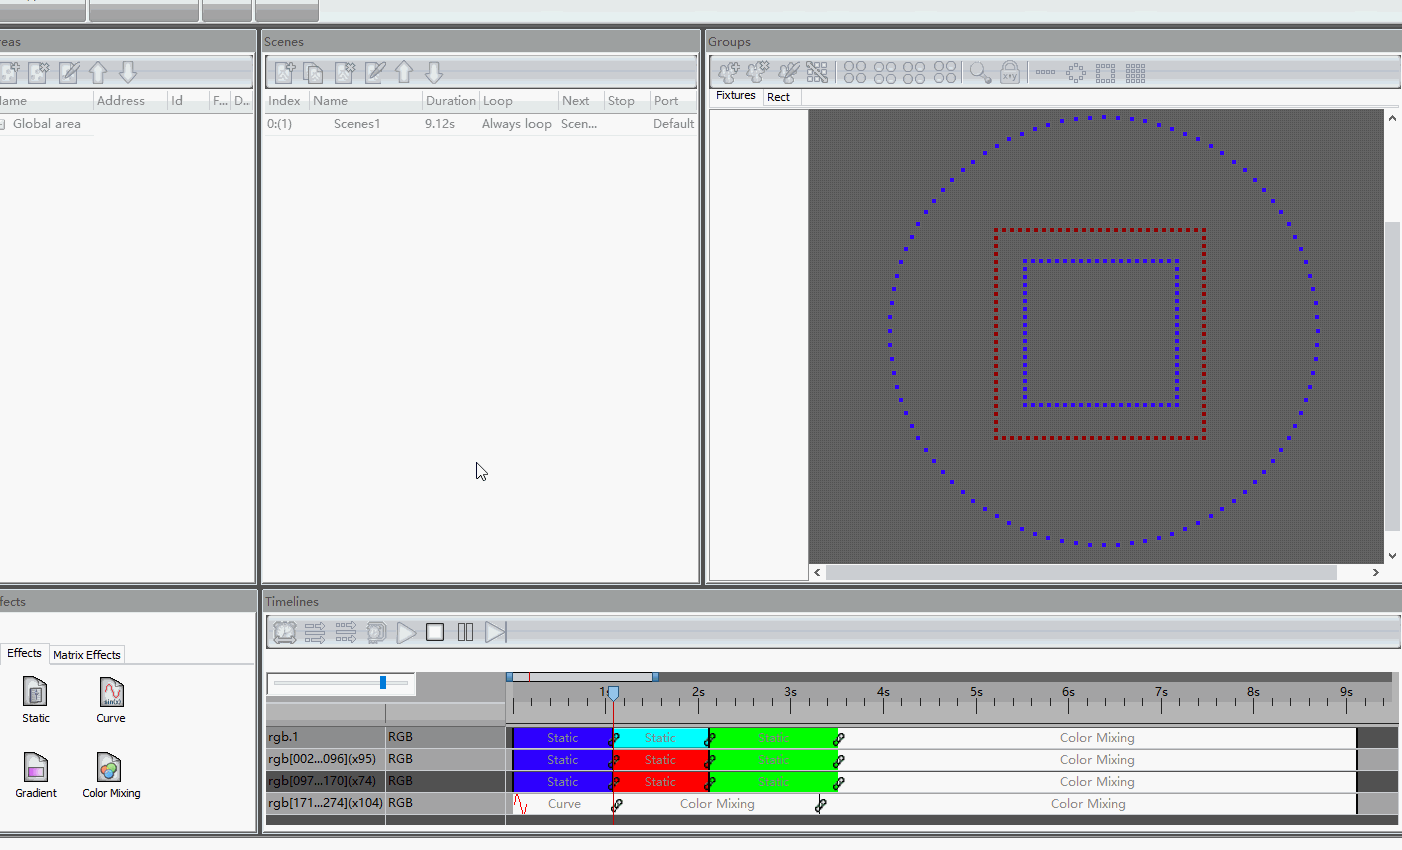 reas
Scenes
Groups
Fixtures
Rect
ame
Address
Id
F...
D...
Index
Name
Duration
Loop
Next
Stop
Port
Global area
0:(1)
Scenes1
9.12s
Always loop
Scen...
Default
fects
Timelines
Effects
Matrix Effects
Static
Curve
Gradient
Color Mixing
1s 2s 3s 4s 5s 6s 7s 8s 9s
rgb.1 RGB Static Static Static Color Mixing
rgb[002...096](x95) RGB Static Static Static Color Mixing
rgb[097...170](x74) RGB Static Static Static Color Mixing
rgb[171...274](x104) RGB Curve Color Mixing Color Mixing